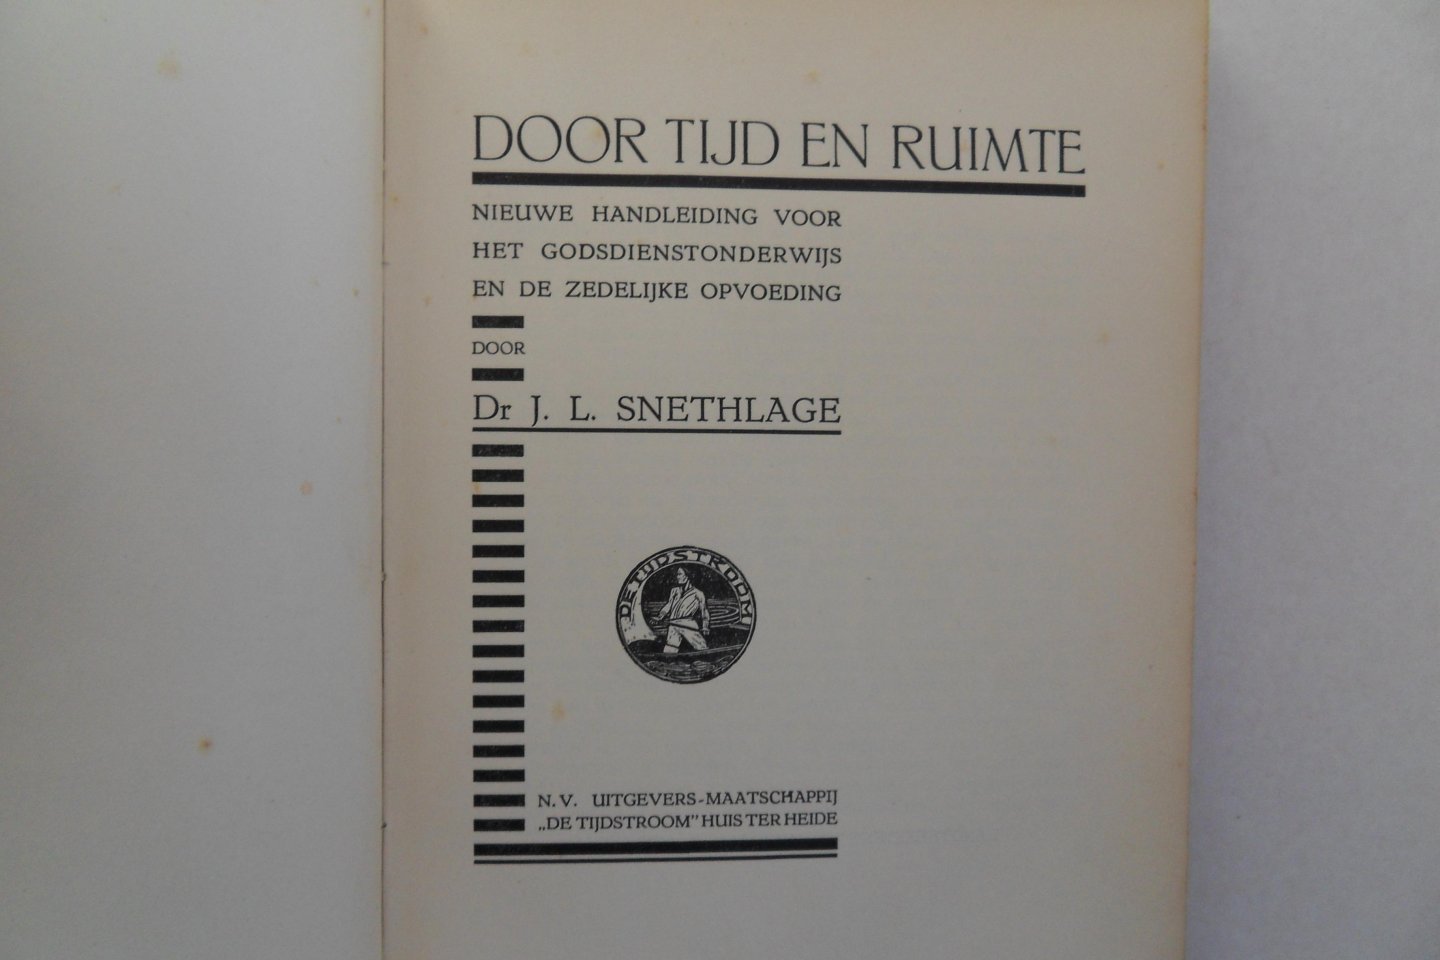 DOOR TIJD EN RUIMTE
NIEUWE HANDLEIDING VOOR
HET GODSDIENSTONDERWIJS
EN DE ZEDELIJKE OPVOEDING
DOOR
Dr J. L. SNETHLAGE
DE TIJDSTROOM
N.V. UITGEVERS-MAATSCHAPPIJ
„DE TIJDSTROOM” HUIS TER HEIDE